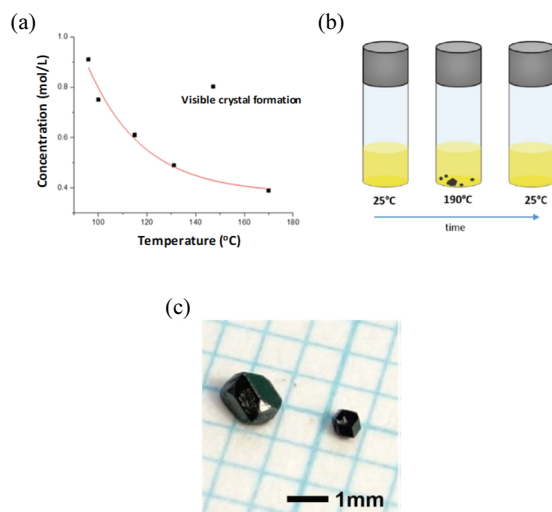 (a)
(b)
1.0
0.8
0.6
0.4
Concentration (mol/L)
Visible crystal formation
100
120
140
160
180
Temperature (°C)
25°C
190°C
25°C
time
(c)
1mm